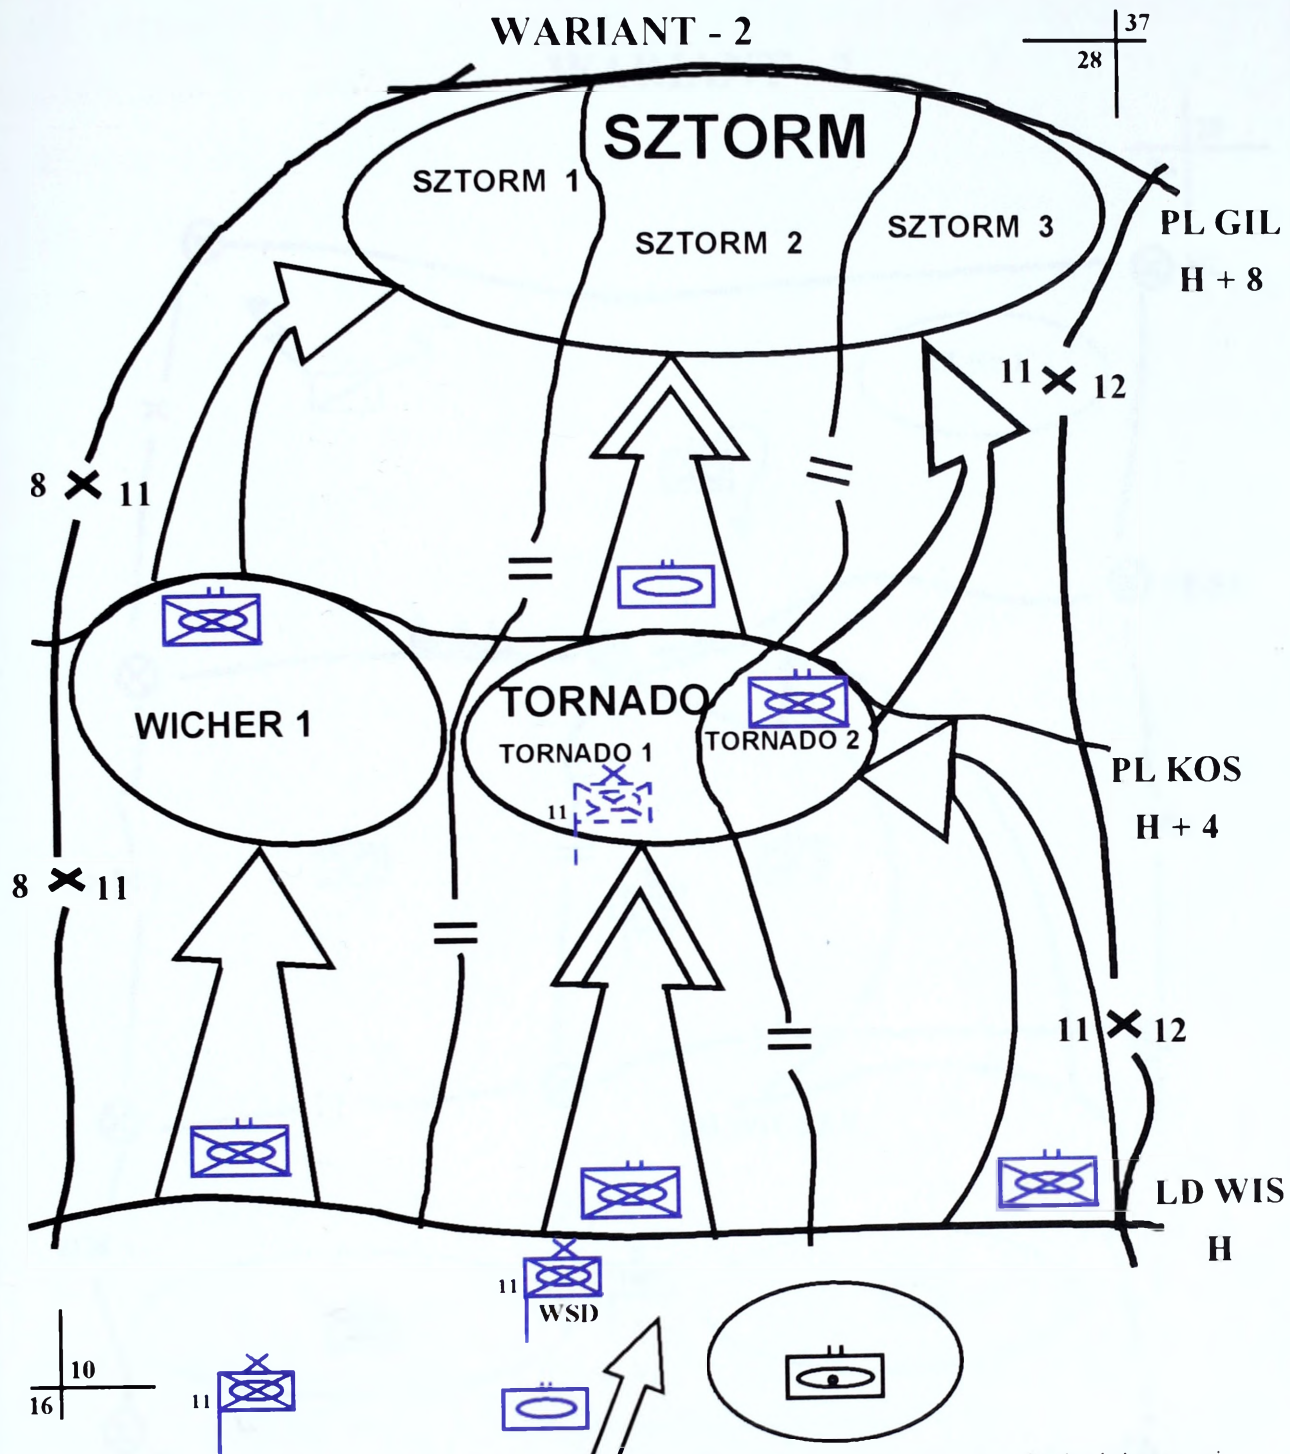 WARIANT - 2
37
28
SZTORM
SZTORM 1
SZTORM 2
SZTORM 3
PL GIL
H + 8
11 12
8 11
WICHER 1
TORNADO
TORNADO 1
TORNADO 2
11
PL KOS
H + 4
8 11
11 12
LD WIS
H
11
WSD
10
16
11